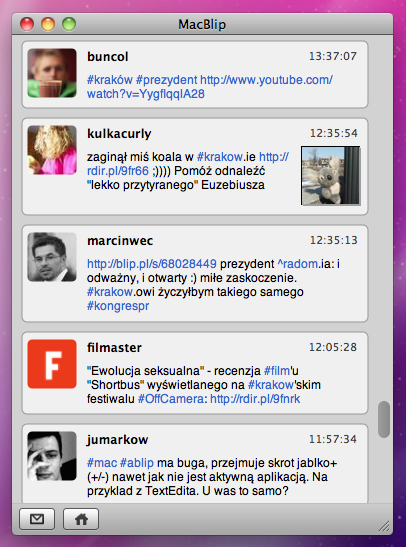 MacBlip
buncol 13:37:07
#kraków #prezydent http://www.youtube.com/
watch?v=YygflqqlA28
kulkacurly 12:35:54
zaginął miś koala w #krakow.ie http://
rdir.pl/9fr66 ;)))) Pomóż odnaleźć
"lekko przytyranego" Euzebiusza
marcinwec 12:35:13
http://blip.pl/s/68028449 prezydent ^radom.ia: i
odważny, i otwarty :) miłe zaskoczenie.
#krakow.owi życzyłbym takiego samego
#kongrespr
F
filmaster 12:05:28
"Ewolucja seksualna" - recenzja #film'u
"Shortbus" wyświetlanego na #krakow'skim
festiwalu #OffCamera: http://rdir.pl/9fnrk
jumarkow 11:57:34
#mac #ablip ma buga, przejmuje skrot jablko+
(+/-) nawet jak nie jest aktywną aplikacją. Na
przyklad z TextEdita. U was to samo?